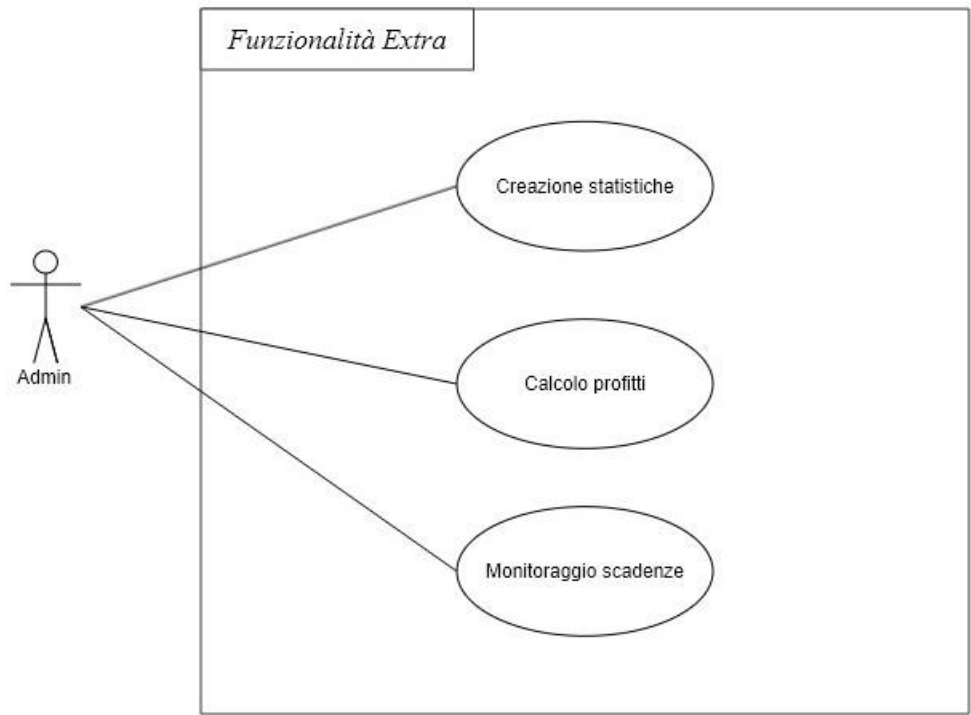 Funzionalità Extra
Creazione statistiche
Admin
Calcolo profitti
Monitoraggio scadenze